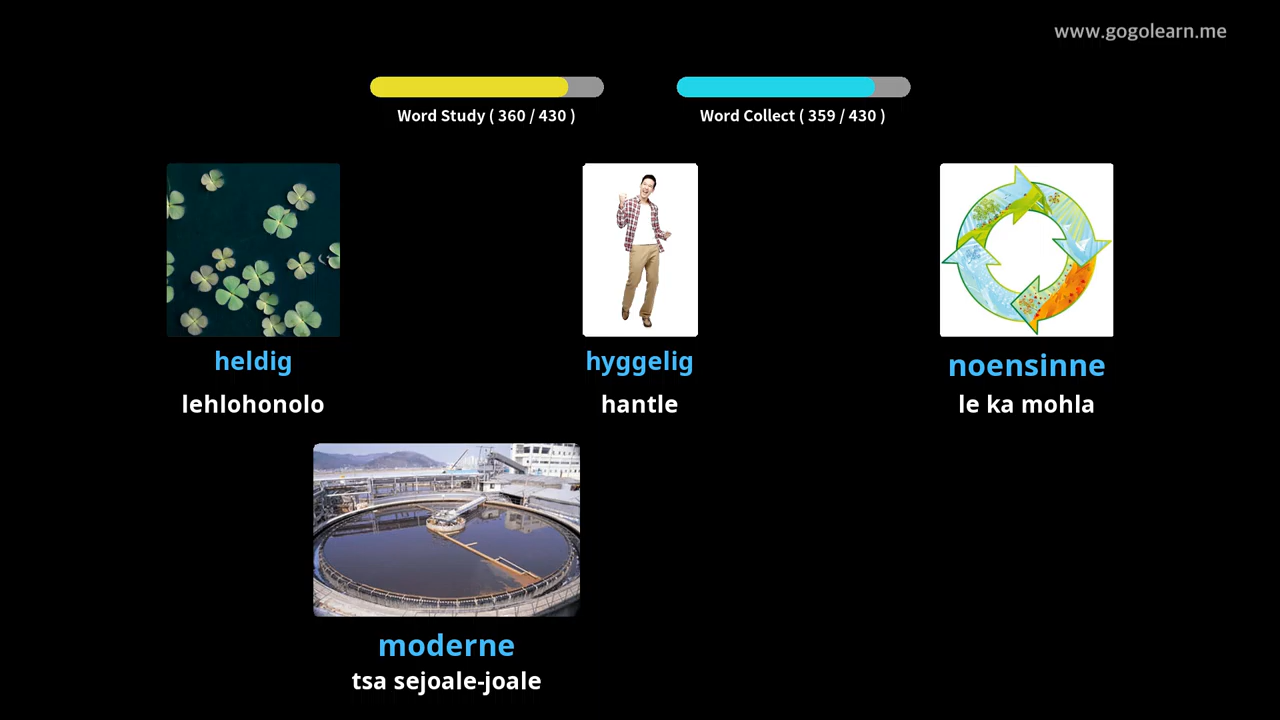 www.gogolearn.me
Word Study ( 360 / 430 )
Word Collect ( 359 / 430 )
heldig
lehlohonolo
hyggelig
hantle
noensinne
le ka mohla
moderne
tsa sejoale-joale